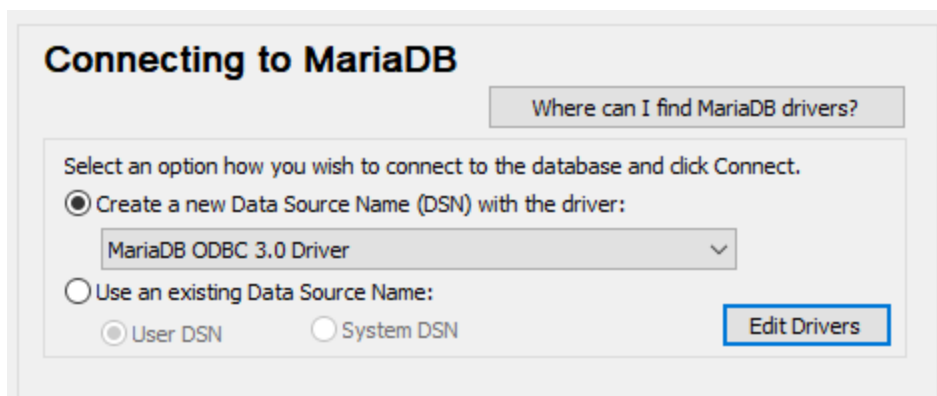 Connecting to MariaDB
Where can I find MariaDB drivers?
Select an option how you wish to connect to the database and click Connect.
Create a new Data Source Name (DSN) with the driver:
MariaDB ODBC 3.0 Driver
Use an existing Data Source Name:
User DSN System DSN
Edit Drivers